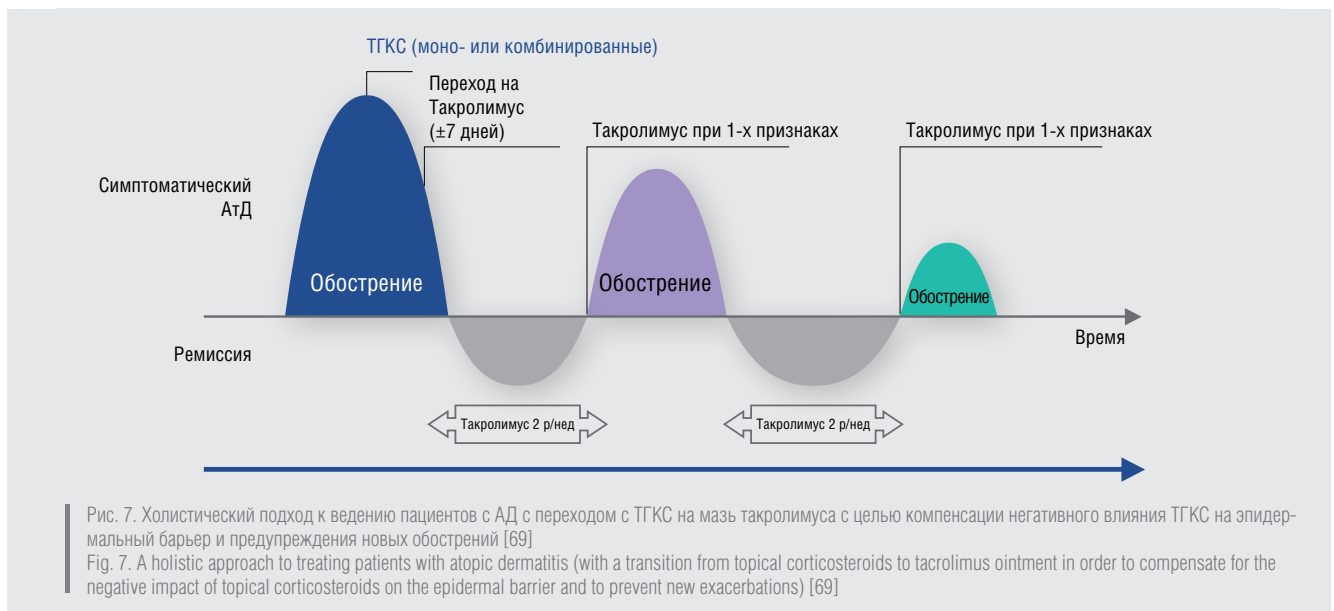 ТГКС (моно- или комбинированные)
Переход на
Такролимус
(±7 дней)
Такролимус при 1-х признаках
Такролимус при 1-х признаках
Симптоматический
АтД
Обострение
Обострение
Обострение
Ремиссия
Время
Такролимус 2 р/нед
Такролимус 2 р/нед
Рис. 7. Холистический подход к ведению пациентов с АД с переходом с ТГКС на мазь такролимуса с целью компенсации негативного влияния ТГКС на эпидер-
мальный барьер и предупреждения новых обострений [69]
Fig. 7. A holistic approach to treating patients with atopic dermatitis (with a transition from topical corticosteroids to tacrolimus ointment in order to compensate for the
negative impact of topical corticosteroids on the epidermal barrier and to prevent new exacerbations) [69]